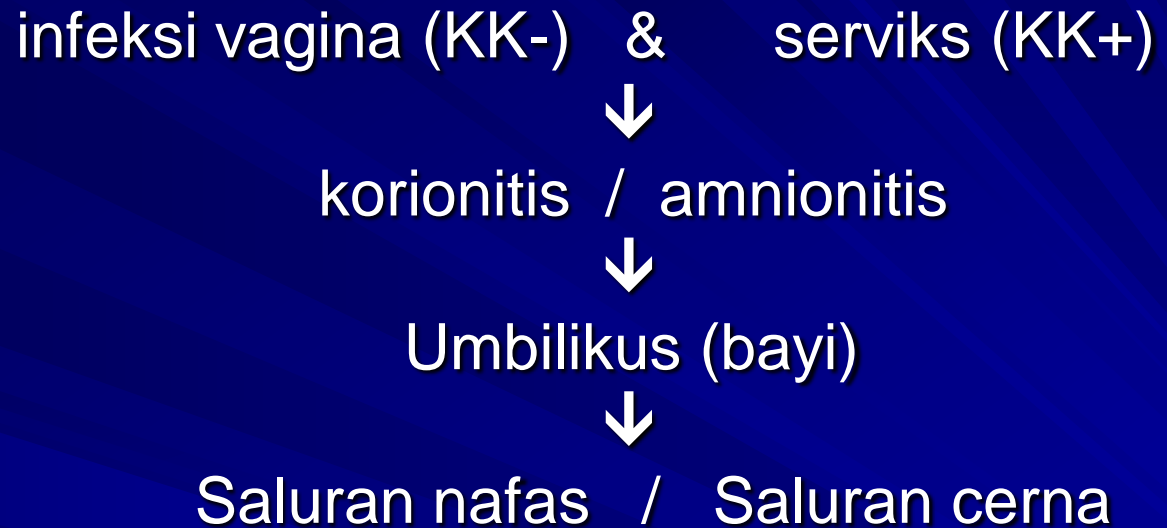 infeksi vagina (KK-) & serviks (KK+)
↓
korionitis / amnionitis
↓
Umbilikus (bayi)
↓
Saluran nafas / Saluran cerna